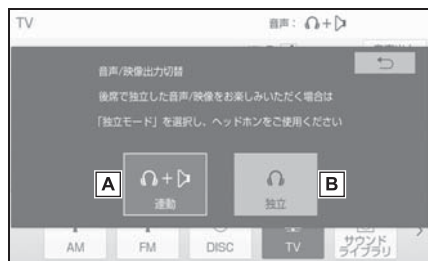 TV
音声：
音声/映像出力切替
後席で独立した音声/映像をお楽しみいただく場合は
「独立モード」を選択し、ヘッドホンをご使用ください
A
連動
独立
B
AM
FM
DISC
TV
サウンド
ライブラリ